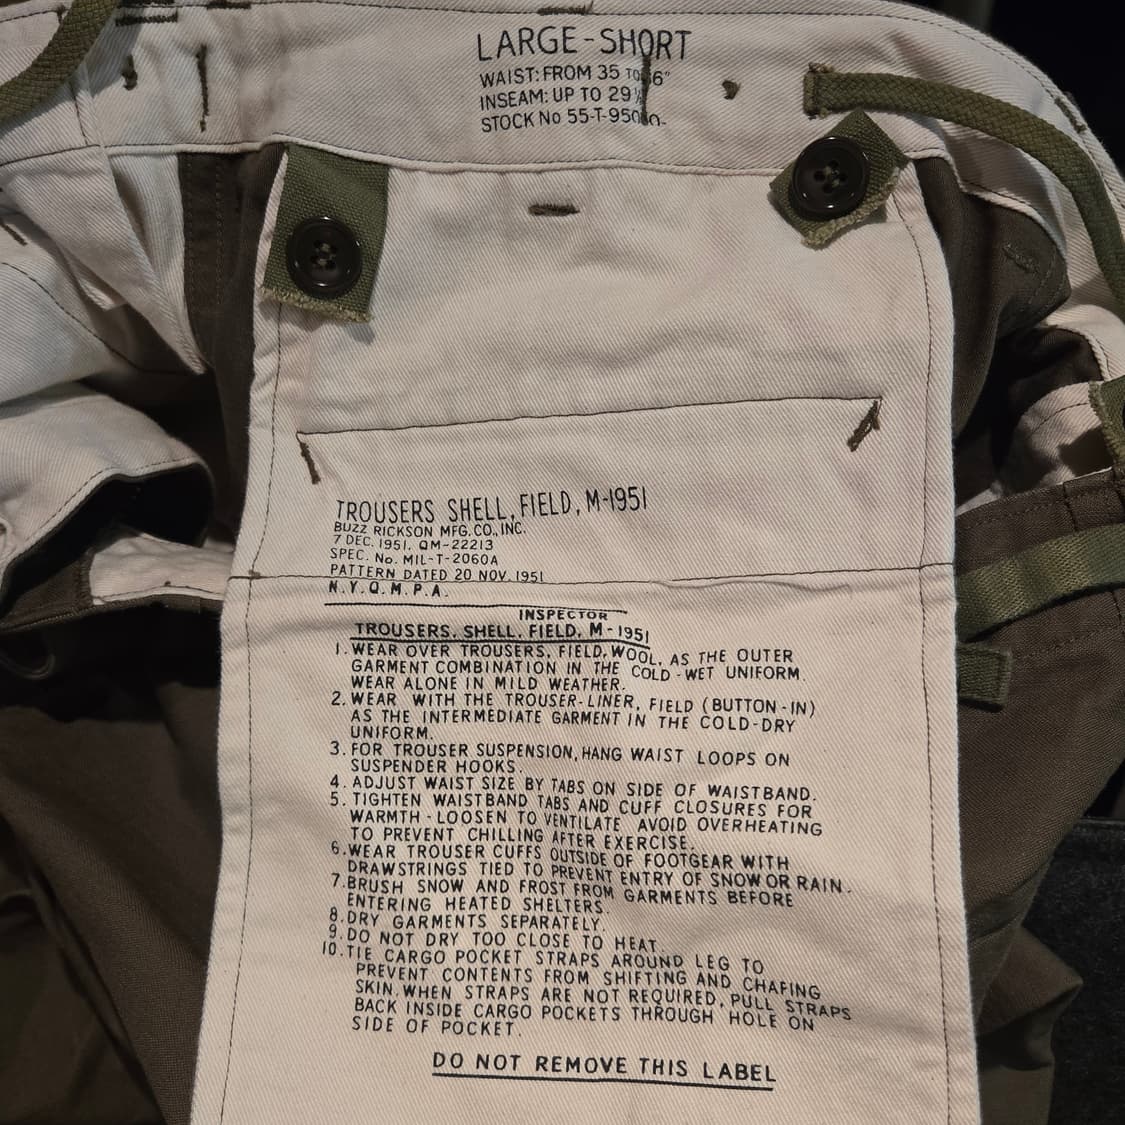 LARGE-SHORT
WAIST: FROM 35 TO 36"
INSEAM: UP TO 29
STOCK No 55-T-950
TROUSERS SHELL, FIELD, M-1951
BUZZ RICKSON MFG. CO., INC.
7 DEC. 1951, QM-22213
SPEC. No. MIL-T-2060A
PATTERN DATED 20 NOV. 1951
N.Y.Q.M.P.A.
INSPECTOR
TROUSERS, SHELL, FIELD, M-1951
1. WEAR OVER TROUSERS, FIELD, WOOL, AS THE OUTER
GARMENT COMBINATION IN THE COLD-WET UNIFORM.
WEAR ALONE IN MILD WEATHER.
2. WEAR WITH THE TROUSER-LINER, FIELD (BUTTON-IN)
AS THE INTERMEDIATE GARMENT IN THE COLD-DRY
UNIFORM.
3. FOR TROUSER SUSPENSION, HANG WAIST LOOPS ON
SUSPENDER HOOKS.
4. ADJUST WAIST SIZE BY TABS ON SIDE OF WAISTBAND.
5. TIGHTEN WAISTBAND TABS AND CUFF CLOSURES FOR
WARMTH - LOOSEN TO VENTILATE AVOID OVERHEATING
TO PREVENT CHILLING AFTER EXERCISE.
6. WEAR TROUSER CUFFS OUTSIDE OF FOOTGEAR WITH
DRAWSTRINGS TIED TO PREVENT ENTRY OF SNOW OR RAIN.
7. BRUSH SNOW AND FROST FROM GARMENTS BEFORE
ENTERING HEATED SHELTERS.
8. DRY GARMENTS SEPARATELY.
9. DO NOT DRY TOO CLOSE TO HEAT.
10. TIE CARGO POCKET STRAPS AROUND LEG TO
PREVENT CONTENTS FROM SHIFTING AND CHAFING
SKIN. WHEN STRAPS ARE NOT REQUIRED, PULL STRAPS
BACK INSIDE CARGO POCKETS THROUGH HOLE ON
SIDE OF POCKET.
DO NOT REMOVE THIS LABEL